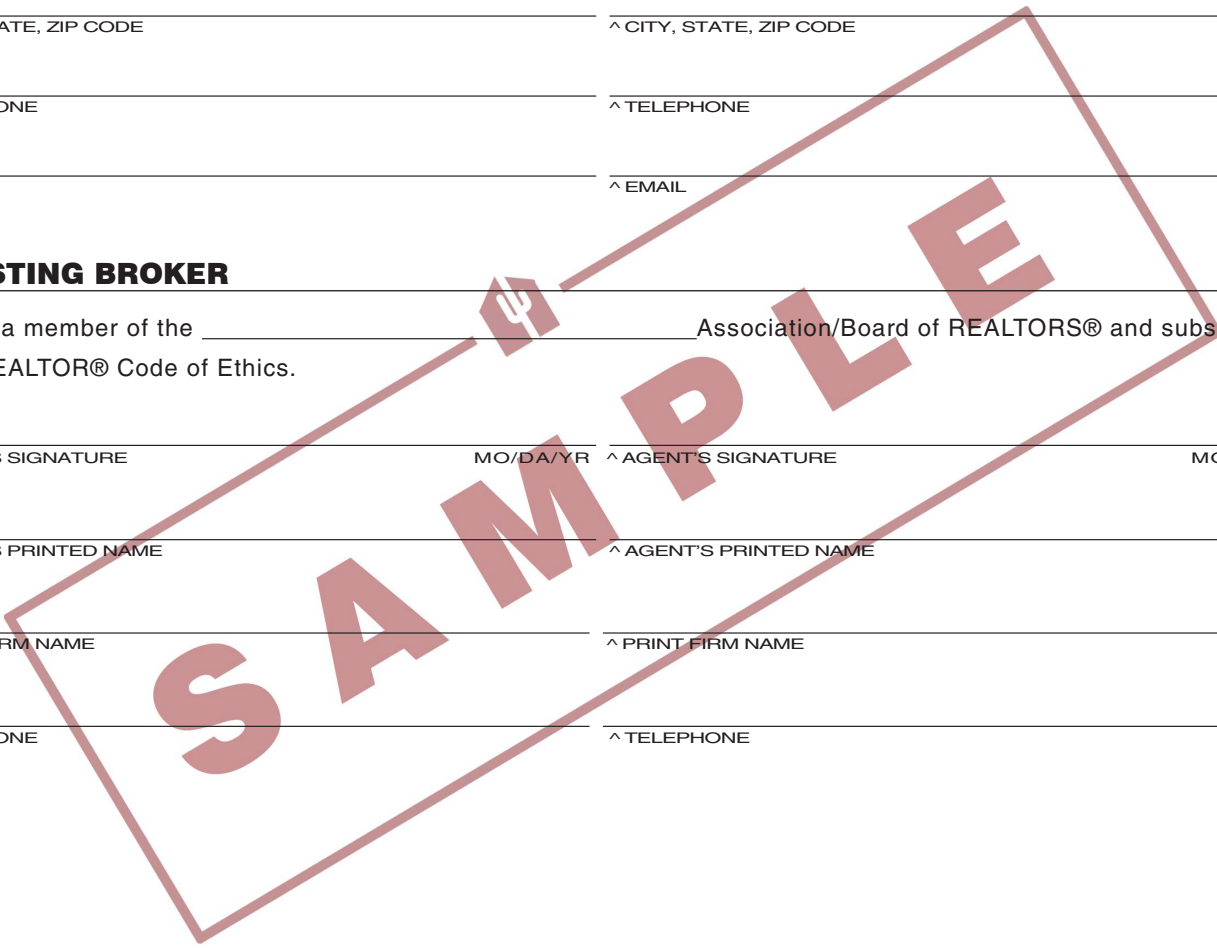 ATE, ZIP CODE ^ CITY, STATE, ZIP CODE
ONE ^ TELEPHONE
^ EMAIL
STING BROKER
a member of the ______________________________ Association/Board of REALTORS® and subs
EALTOR® Code of Ethics.
S SIGNATURE MO/DA/YR ^ AGENT'S SIGNATURE MO
S PRINTED NAME ^ AGENT'S PRINTED NAME
RM NAME ^ PRINT FIRM NAME
ONE ^ TELEPHONE
SAMPLE